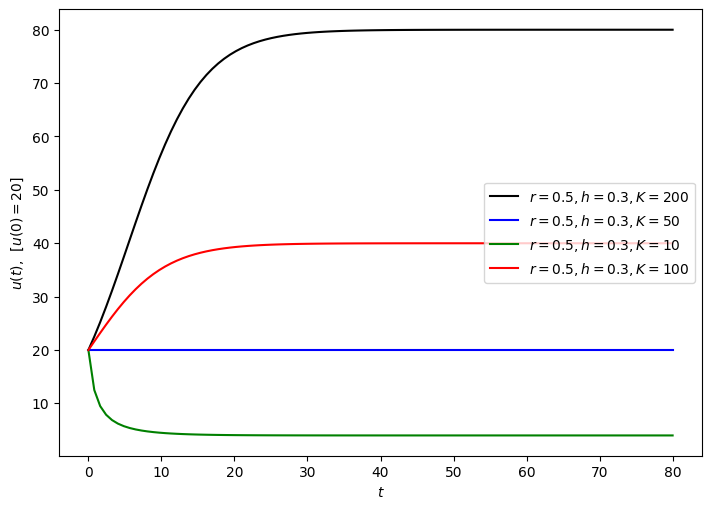 80
70
60
50
40
30
20
10
u(t), [u(0) = 20]
r = 0.5, h = 0.3, K = 200
r = 0.5, h = 0.3, K = 50
r = 0.5, h = 0.3, K = 10
r = 0.5, h = 0.3, K = 100
0 10 20 30 40 50 60 70 80
t